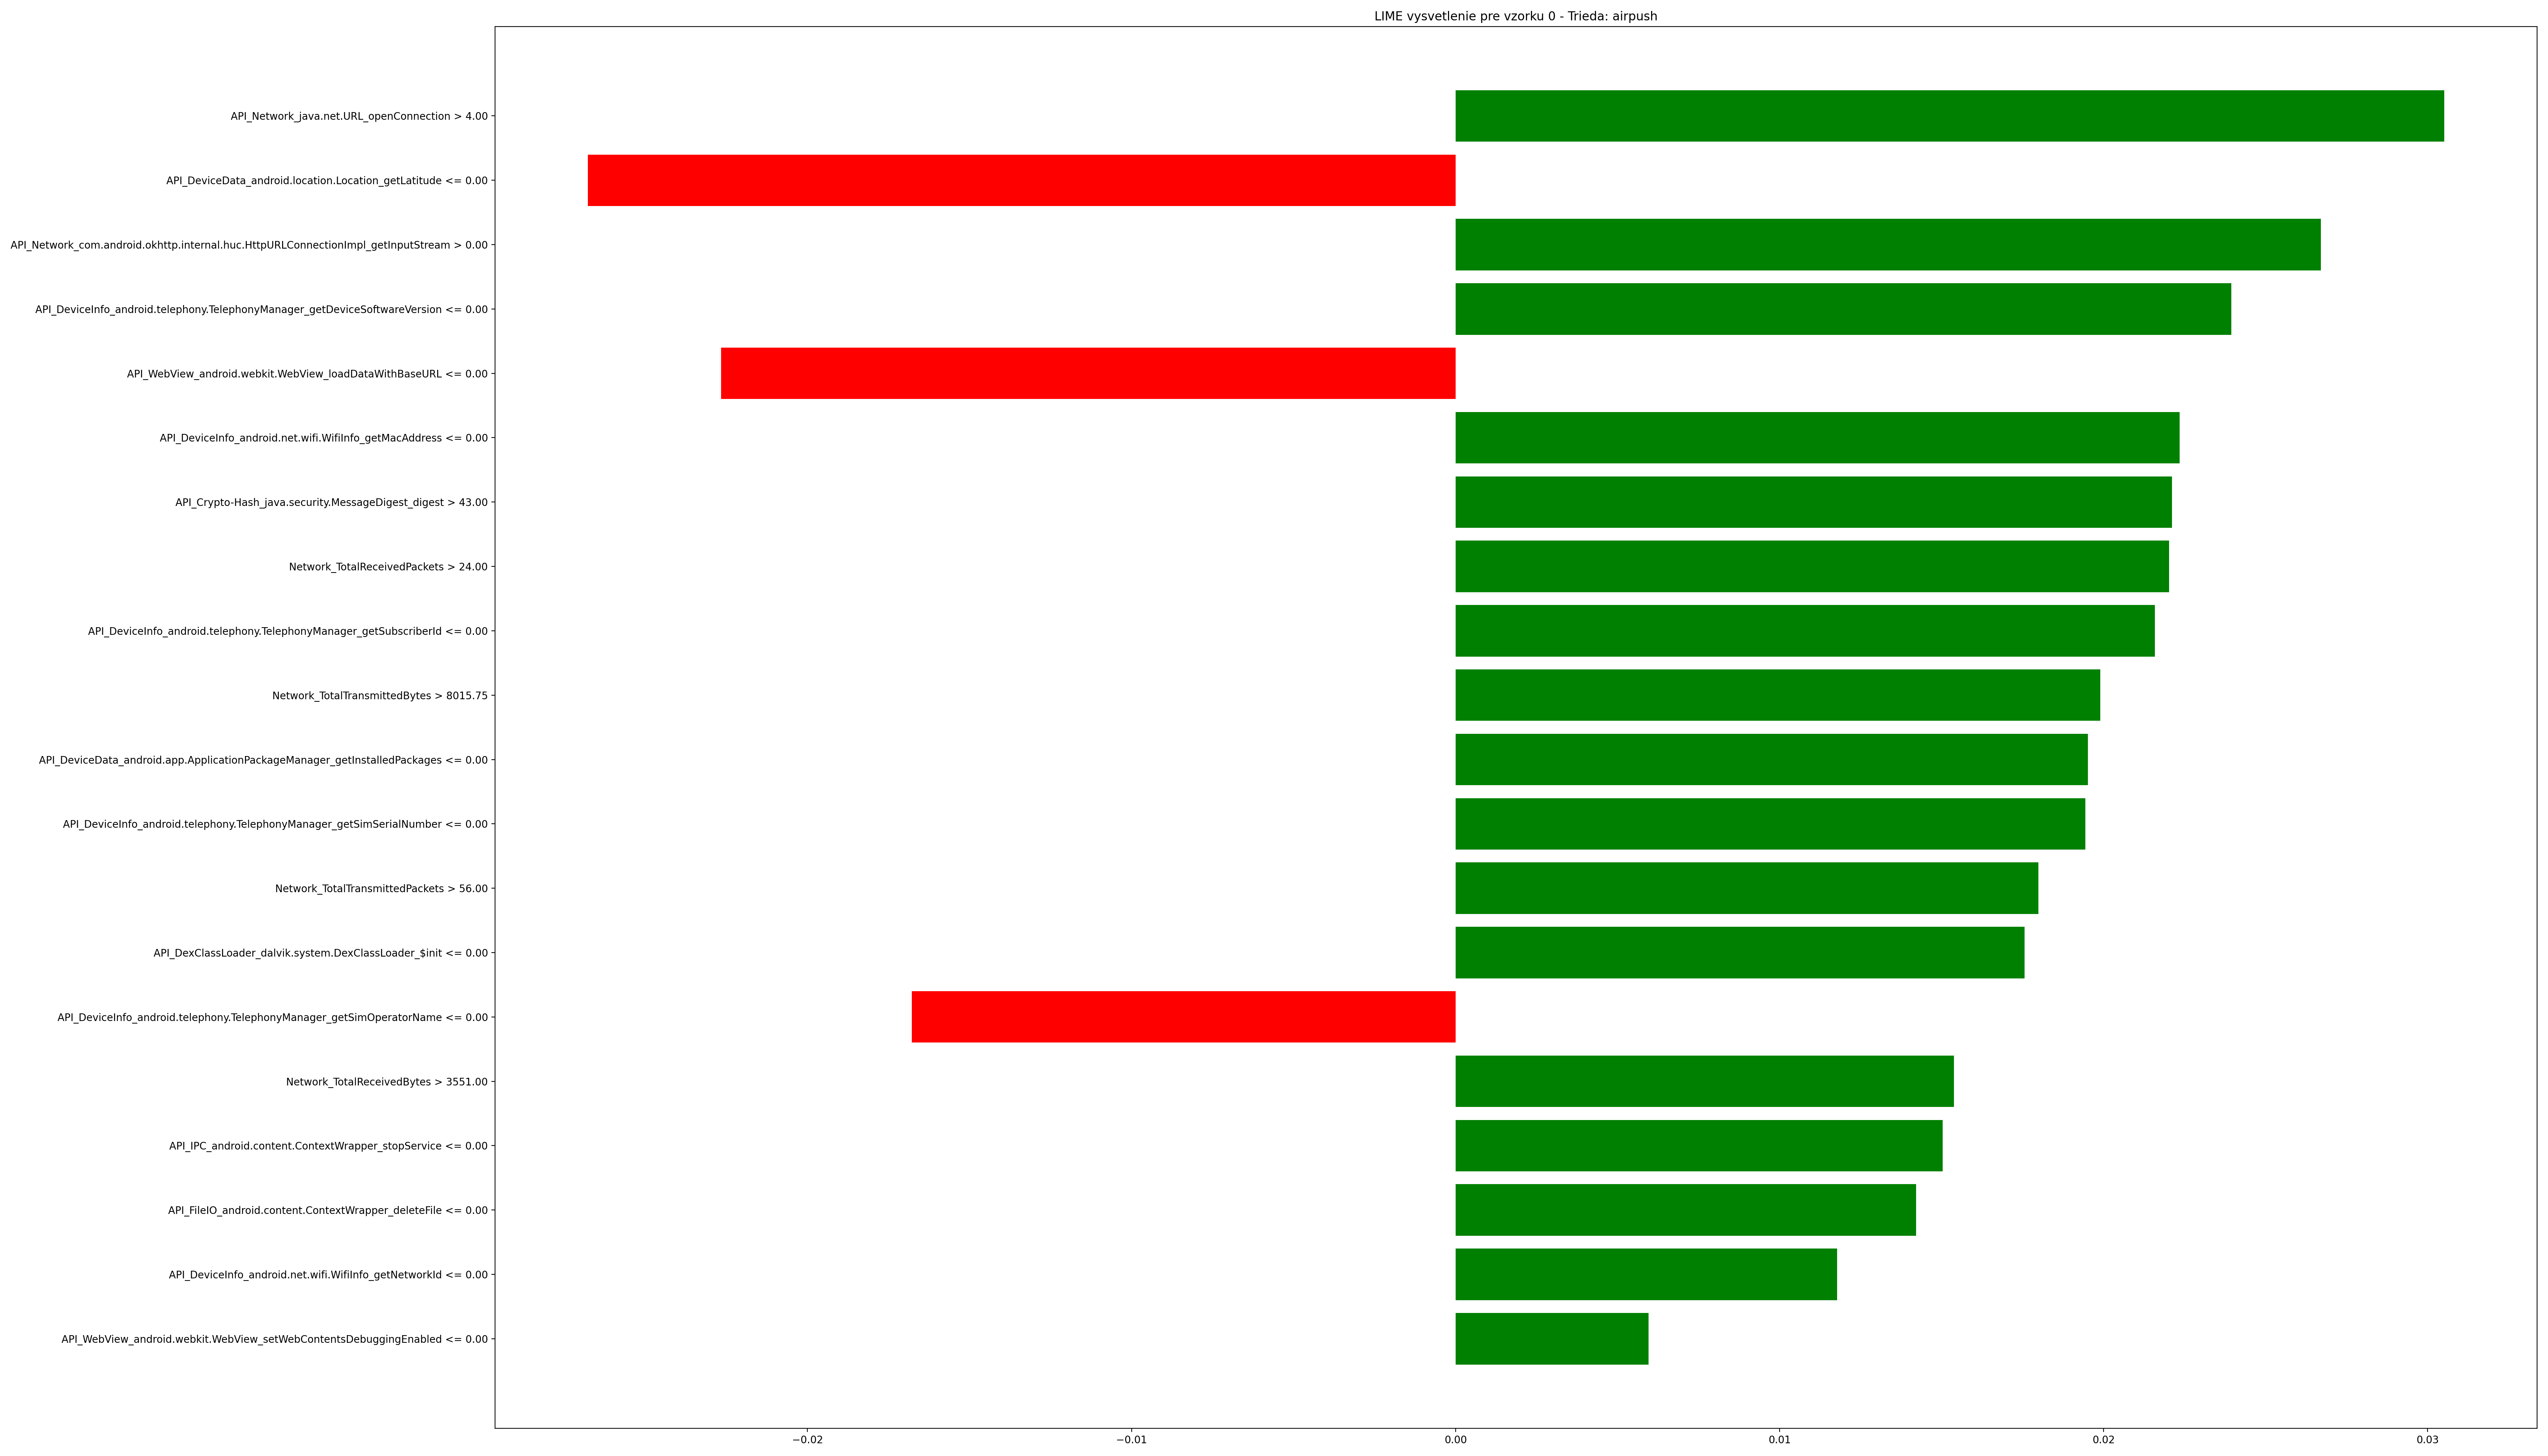 LIME vysvetlenie pre vzorku 0 - Trieda: airpush
API_Network_java.net.URL_openConnection > 4.00
API_DeviceData_android.location.Location_getLatitude <= 0.00
API_Network_com.android.okhttp.internal.huc.HttpURLConnectionImpl_getInputStream > 0.00
API_DeviceInfo_android.telephony.TelephonyManager_getDeviceSoftwareVersion <= 0.00
API_WebView_android.webkit.WebView_loadDataWithBaseURL <= 0.00
API_DeviceInfo_android.net.wifi.WifiInfo_getMacAddress <= 0.00
API_Crypto-Hash_java.security.MessageDigest_digest > 43.00
Network_TotalReceivedPackets > 24.00
API_DeviceInfo_android.telephony.TelephonyManager_getSubscriberId <= 0.00
Network_TotalTransmittedBytes > 8015.75
API_DeviceData_android.app.ApplicationPackageManager_getInstalledPackages <= 0.00
API_DeviceInfo_android.telephony.TelephonyManager_getSimSerialNumber <= 0.00
Network_TotalTransmittedPackets > 56.00
API_DexClassLoader_dalvik.system.DexClassLoader_$init <= 0.00
API_DeviceInfo_android.telephony.TelephonyManager_getSimOperatorName <= 0.00
Network_TotalReceivedBytes > 3551.00
API_IPC_android.content.ContextWrapper_stopService <= 0.00
API_FileIO_android.content.ContextWrapper_deleteFile <= 0.00
API_DeviceInfo_android.net.wifi.WifiInfo_getNetworkId <= 0.00
API_WebView_android.webkit.WebView_setWebContentsDebuggingEnabled <= 0.00
−0.02 −0.01 0.00 0.01 0.02 0.03